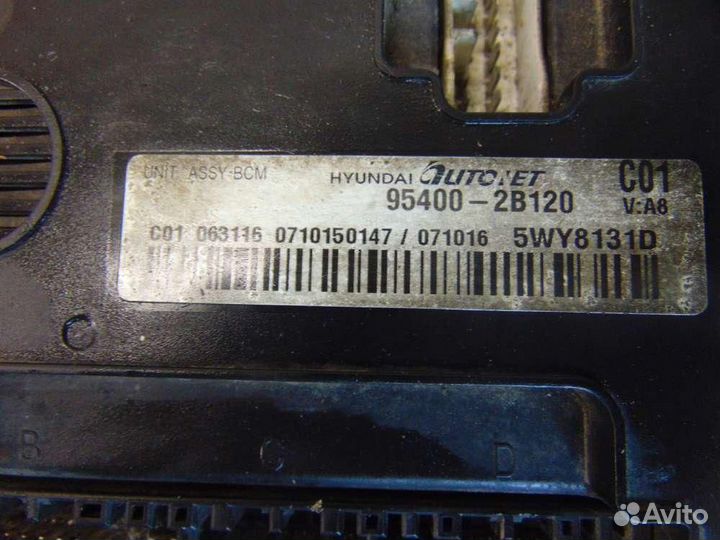 UNIT ASSY-BCM HYUNDAI AUTONET C01
95400-2B120 V:A8
C01 063116 0710150147 / 071016 5WY8131D
C
B C D
Avito